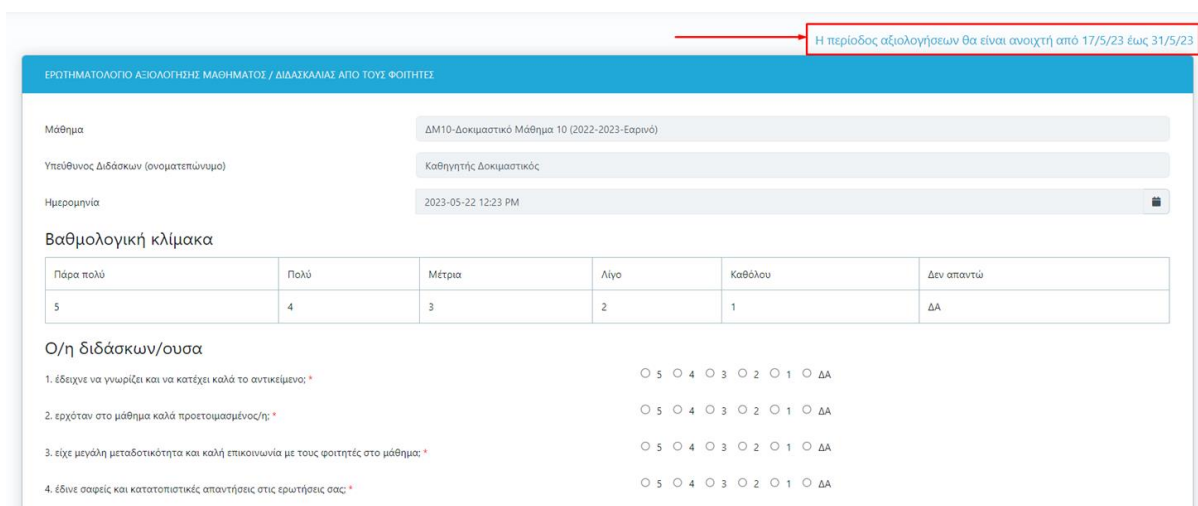 Η περίοδος αξιολογήσεων θα είναι ανοιχτή από 17/5/23 έως 31/5/23
ΕΡΩΤΗΜΑΤΟΛΟΓΙΟ ΑΞΙΟΛΟΓΗΣΗΣ ΜΑΘΗΜΑΤΟΣ / ΔΙΔΑΣΚΑΛΙΑΣ ΑΠΟ ΤΟΥΣ ΦΟΙΤΗΤΕΣ
Μάθημα ΔΜ10-Δοκιμαστικό Μάθημα 10 (2022-2023-Εαρινό)
Υπεύθυνος Διδάσκων (ονοματεπώνυμο) Καθηγητής Δοκιμαστικός
Ημερομηνία 2023-05-22 12:23 PM
Βαθμολογική κλίμακα
Πάρα πολύ Πολύ Μέτρια Λίγο Καθόλου Δεν απαντώ
5 4 3 2 1 ΔΑ
Ο/η διδάσκων/ουσα
1. έδειχνε να γνωρίζει και να κατέχει καλά το αντικείμενο; * 5 4 3 2 1 ΔΑ
2. ερχόταν στο μάθημα καλά προετοιμασμένος/η; * 5 4 3 2 1 ΔΑ
3. είχε μεγάλη μεταδοτικότητα και καλή επικοινωνία με τους φοιτητές στο μάθημα; * 5 4 3 2 1 ΔΑ
4. έδινε σαφείς και κατατοπιστικές απαντήσεις στις ερωτήσεις σας; * 5 4 3 2 1 ΔΑ